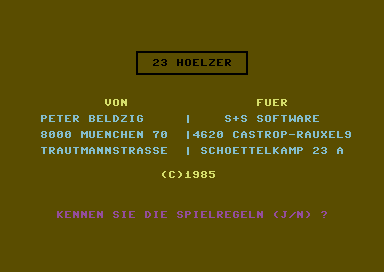 23 HOELZER
VON FUER
PETER BELDZIG | S+S SOFTWARE
8000 MUENCHEN 70 |4620 CASTROP-RAUXEL9
TRAUTMANNSTRASSE | SCHOETTELKAMP 23 A
(C)1985
KENNEN SIE DIE SPIELREGELN (J/N) ?